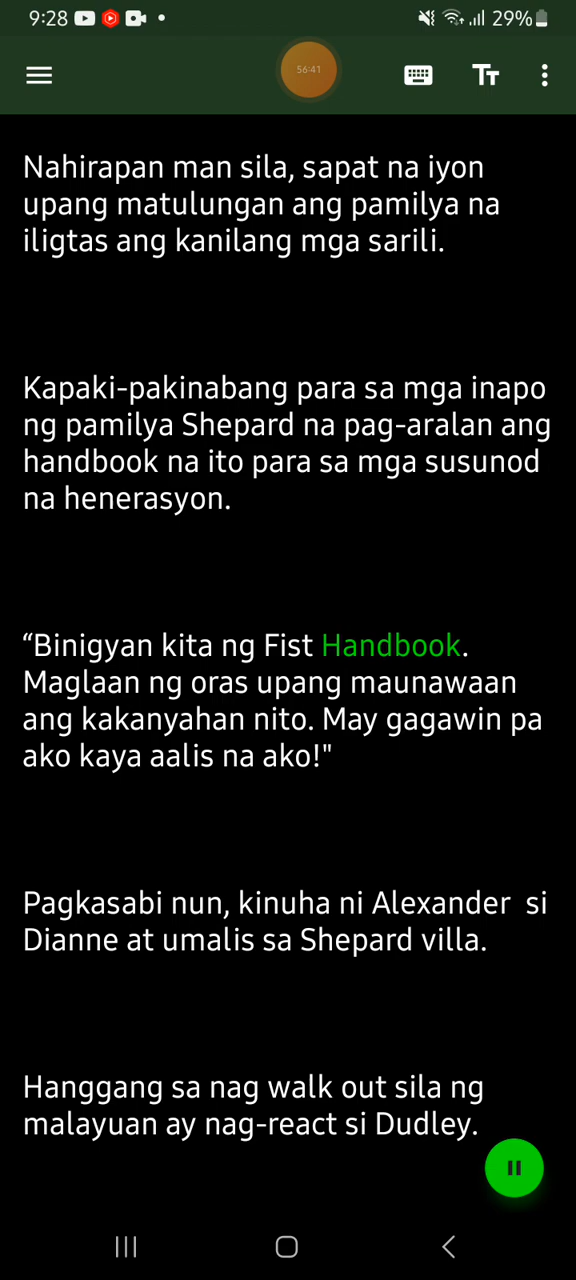 9:28
29%
56:41
Nahirapan man sila, sapat na iyon
upang matulungan ang pamilya na
iligtas ang kanilang mga sarili.
Kapaki-pakinabang para sa mga inapo
ng pamilya Shepard na pag-aralan ang
handbook na ito para sa mga susunod
na henerasyon.
“Binigyan kita ng Fist Handbook.
Maglaan ng oras upang maunawaan
ang kakanyahan nito. May gagawin pa
ako kaya aalis na ako!"
Pagkasabi nun, kinuha ni Alexander  si
Dianne at umalis sa Shepard villa.
Hanggang sa nag walk out sila ng
malayuan ay nag-react si Dudley.